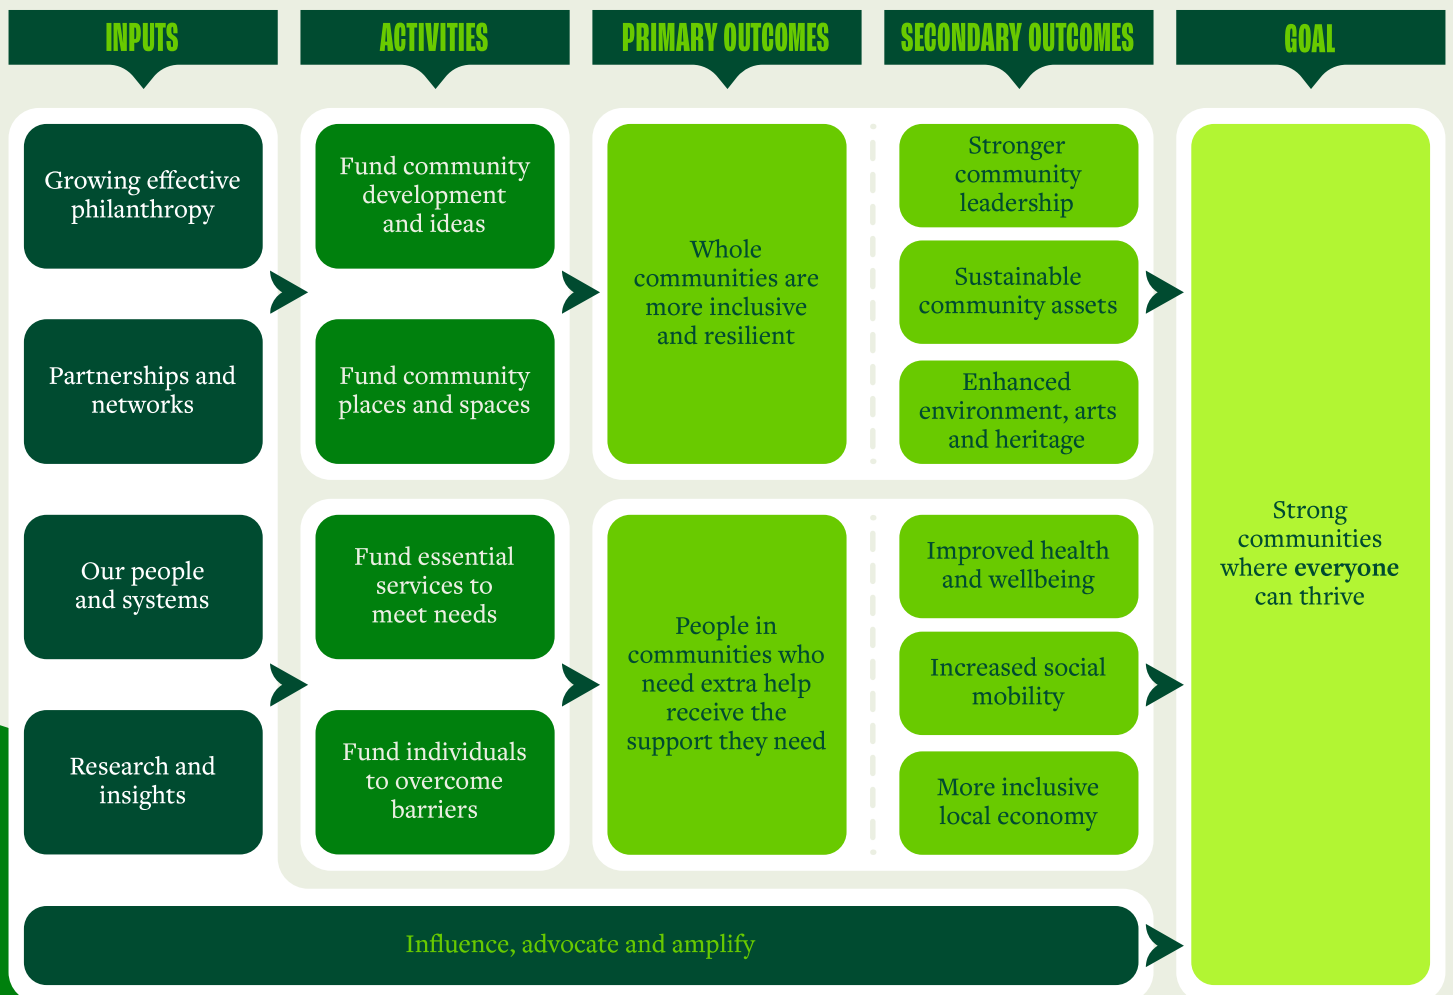 INPUTS
ACTIVITIES
PRIMARY OUTCOMES
SECONDARY OUTCOMES
GOAL
Growing effective
philanthropy
Partnerships and
networks
Our people
and systems
Research and
insights
Fund community
development
and ideas
Fund community
places and spaces
Fund essential
services to
meet needs
Fund individuals
to overcome
barriers
Whole
communities are
more inclusive
and resilient
People in
communities who
need extra help
receive the
support they need
Stronger
community
leadership
Sustainable
community assets
Enhanced
environment, arts
and heritage
Improved health
and wellbeing
Increased social
mobility
More inclusive
local economy
Strong
communities
where everyone
can thrive
Influence, advocate and amplify